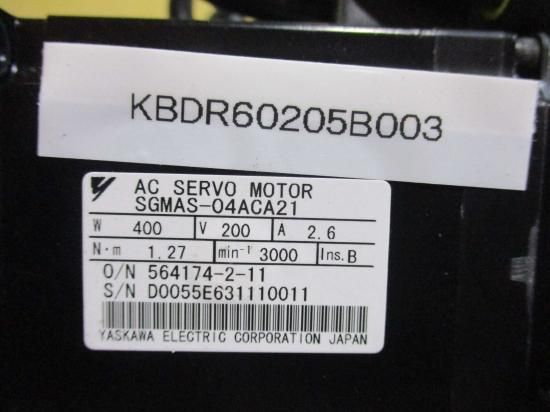 KBDR60205B003
AC SERVO MOTOR
SGMAS-04ACA21
W 400 V 200 A 2.6
N·m 1.27 min⁻¹ 3000 Ins. B
O/N 564174-2-11
S/N D0055E631110011
YASKAWA ELECTRIC CORPORATION JAPAN